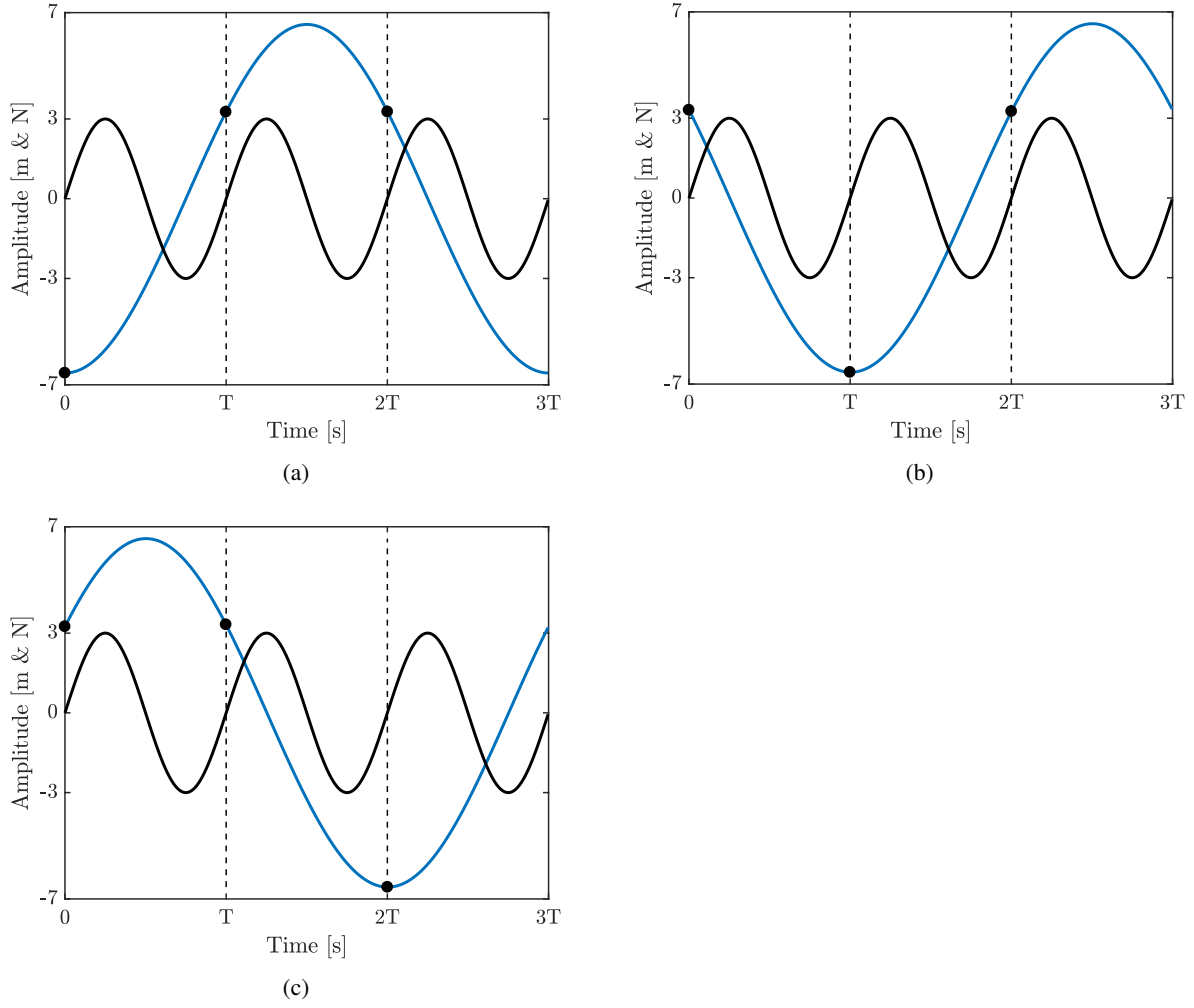 7
3
0
-3
-7
Amplitude [m & N]
0 T 2T 3T
Time [s]
(a)
7
3
0
-3
-7
Amplitude [m & N]
0 T 2T 3T
Time [s]
(b)
7
3
0
-3
-7
Amplitude [m & N]
0 T 2T 3T
Time [s]
(c)